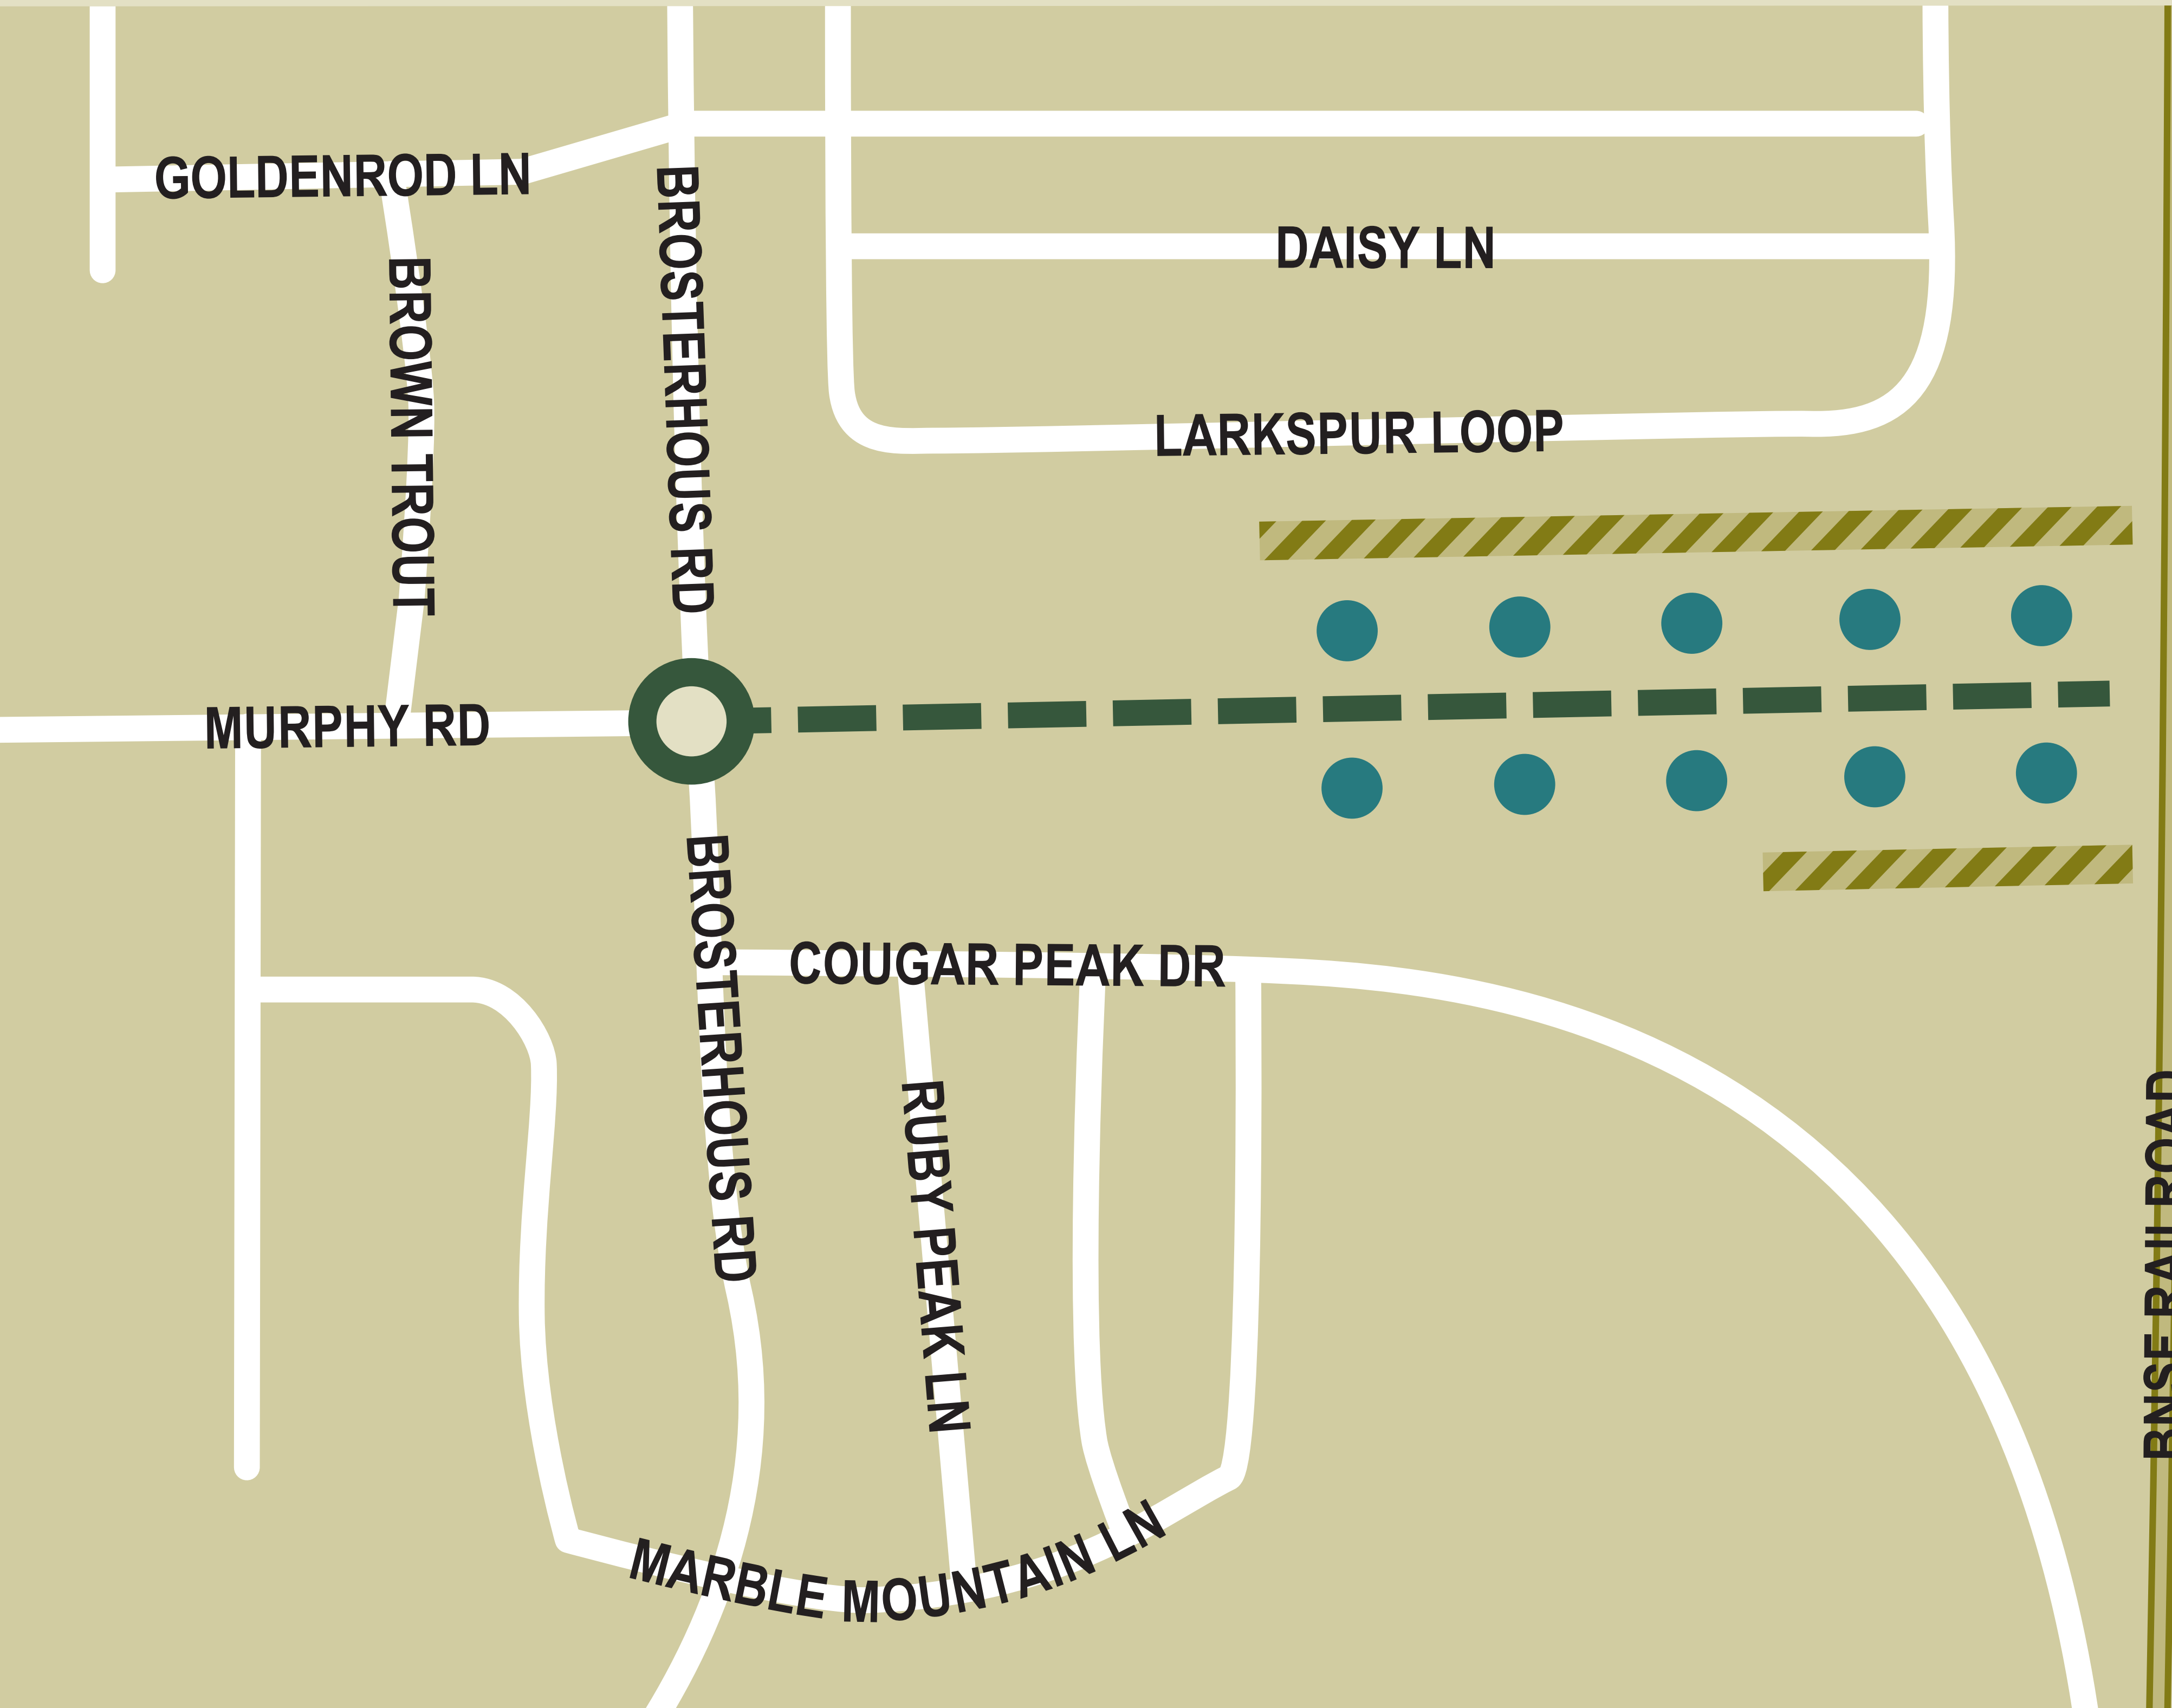 GOLDENROD LN
BROWN TROUT
BROSTERHOUS RD
DAISY LN
LARKSPUR LOOP
MURPHY RD
BROSTERHOUS RD
COUGAR PEAK DR
RUBY PEAK LN
MARBLE MOUNTAIN LN
BNSF RAILROAD